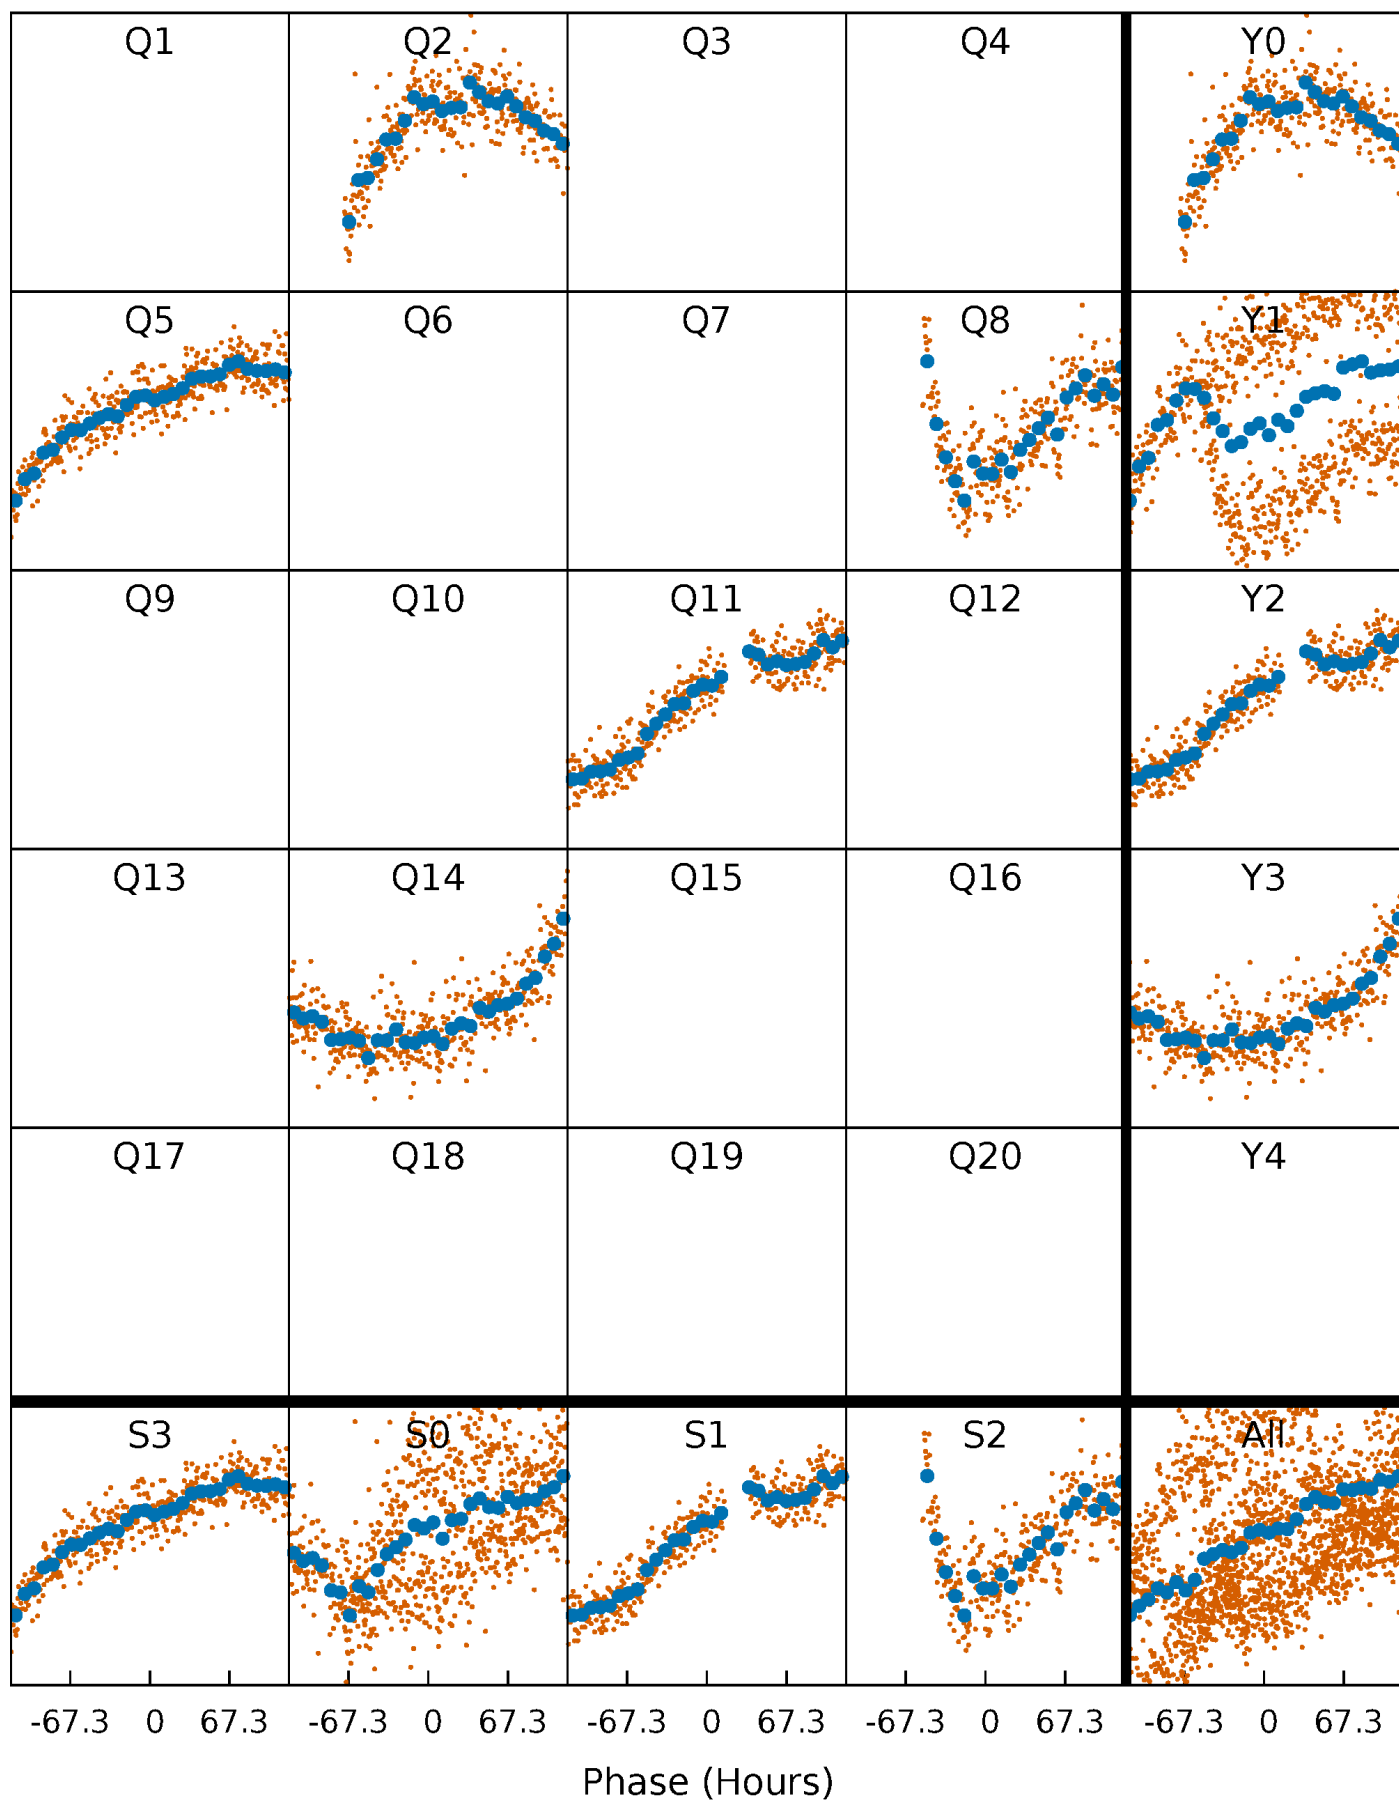 Q1 Q2 Q3 Q4 Y0
Q5 Q6 Q7 Q8 Y1
Q9 Q10 Q11 Q12 Y2
Q13 Q14 Q15 Q16 Y3
Q17 Q18 Q19 Q20 Y4
S3 S0 S1 S2 All
-67.3 0 67.3 -67.3 0 67.3 -67.3 0 67.3 -67.3 0 67.3 -67.3 0 67.3
Phase (Hours)